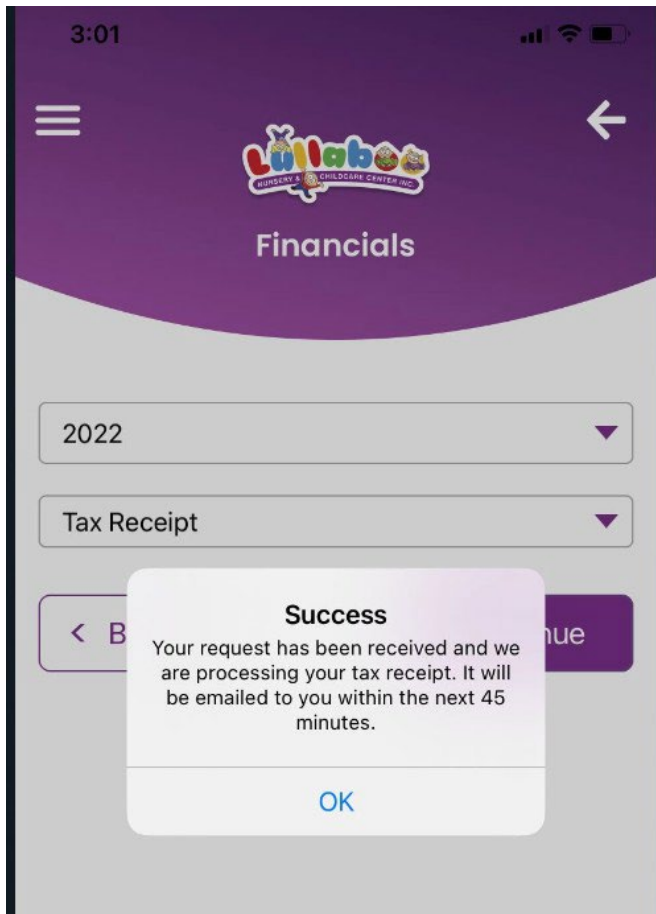 3:01
Lullaboo
NURSERY & CHILDCARE CENTER INC.
Financials
2022
Tax Receipt
< B
nue
Success
Your request has been received and we
are processing your tax receipt. It will
be emailed to you within the next 45
minutes.
OK